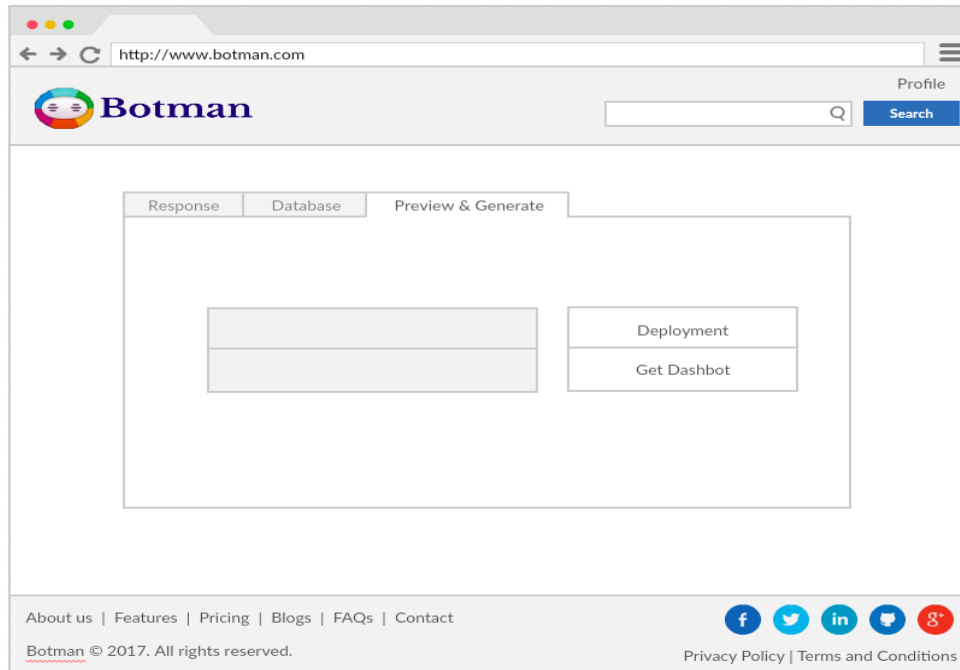 http://www.botman.com
Profile
Botman
Search
Response Database Preview & Generate
Deployment
Get Dashbot
About us | Features | Pricing | Blogs | FAQs | Contact
Botman © 2017. All rights reserved.
f in g+
Privacy Policy | Terms and Conditions